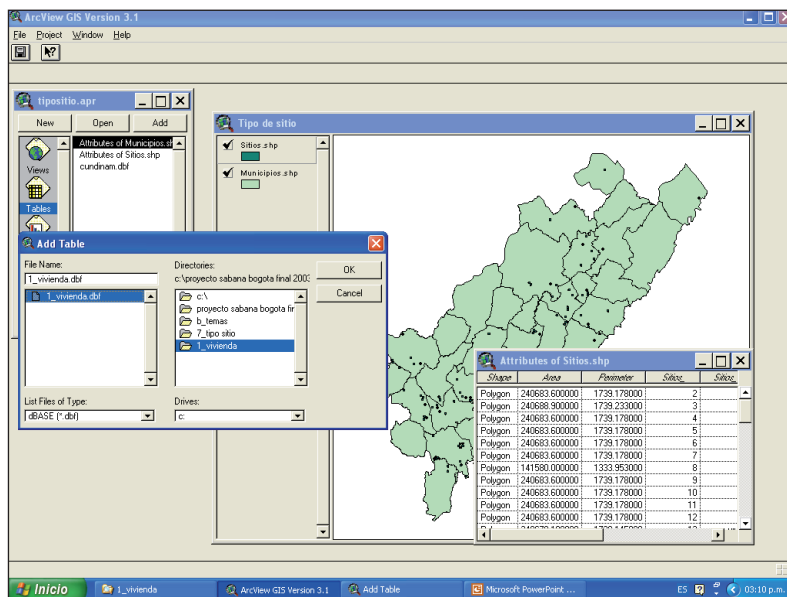 ArcView GIS Version 3.1
File Project Window Help
tipositio.apr
New Open Add
Views
Tables
Attributes of Municipios.sh
Attributes of Sitios.shp
cundinam.dbf
Tipo de sitio
Sitios.shp
Municipios.shp
Add Table
File Name:
1_vivienda.dbf
1_vivienda.dbf
Directories:
c:\proyecto sabana bogota final 2003
c:\
proyecto sabana bogota fin
b_temas
7_tipo sitio
1_vivienda
OK
Cancel
List Files of Type:
dBASE (*.dbf)
Drives:
c:
Attributes of Sitios.shp
Shape Area Perimeter Sitios_ Sitios_
Polygon 240683.600000 1739.178000 2
Polygon 240688.900000 1739.233000 3
Polygon 240683.600000 1739.178000 4
Polygon 240683.600000 1739.178000 5
Polygon 240683.600000 1739.178000 6
Polygon 240683.600000 1739.178000 7
Polygon 141580.000000 1333.953000 8
Polygon 240683.600000 1739.178000 9
Polygon 240683.600000 1739.178000 10
Polygon 240683.600000 1739.178000 11
Polygon 240683.600000 1739.178000 12
Inicio 1_vivienda ArcView GIS Version 3.1 Add Table Microsoft PowerPoint ... ES 03:10 p.m.